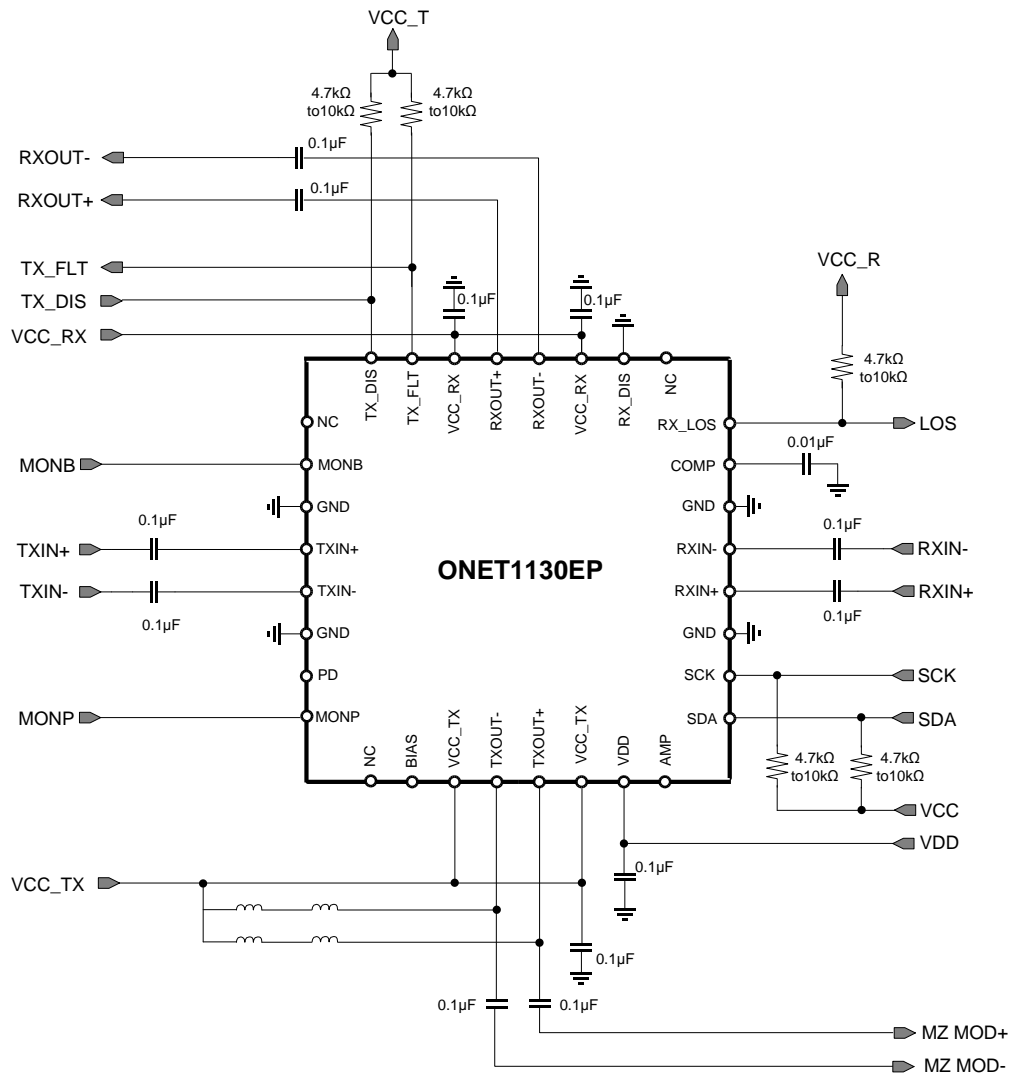 VCC_T
4.7kΩ
to10kΩ
4.7kΩ
to10kΩ
0.1µF
RXOUT-
0.1µF
RXOUT+
TX_FLT
TX_DIS
VCC_RX
0.1µF
0.1µF
VCC_R
4.7kΩ
to10kΩ
TX_DIS
TX_FLT
VCC_RX
RXOUT+
RXOUT-
VCC_RX
RX_DIS
NC
NC
RX_LOS
LOS
MONB
MONB
COMP
0.01µF
GND
GND
0.1µF
0.1µF
TXIN+
TXIN+
ONET1130EP
RXIN-
RXIN-
TXIN-
TXIN-
RXIN+
RXIN+
0.1µF
0.1µF
GND
GND
PD
SCK
SCK
MONP
MONP
SDA
SDA
NC
BIAS
VCC_TX
TXOUT-
TXOUT+
VCC_TX
VDD
AMP
4.7kΩ
to10kΩ
4.7kΩ
to10kΩ
VCC
VDD
0.1µF
VCC_TX
0.1µF
0.1µF
0.1µF
MZ MOD+
MZ MOD-